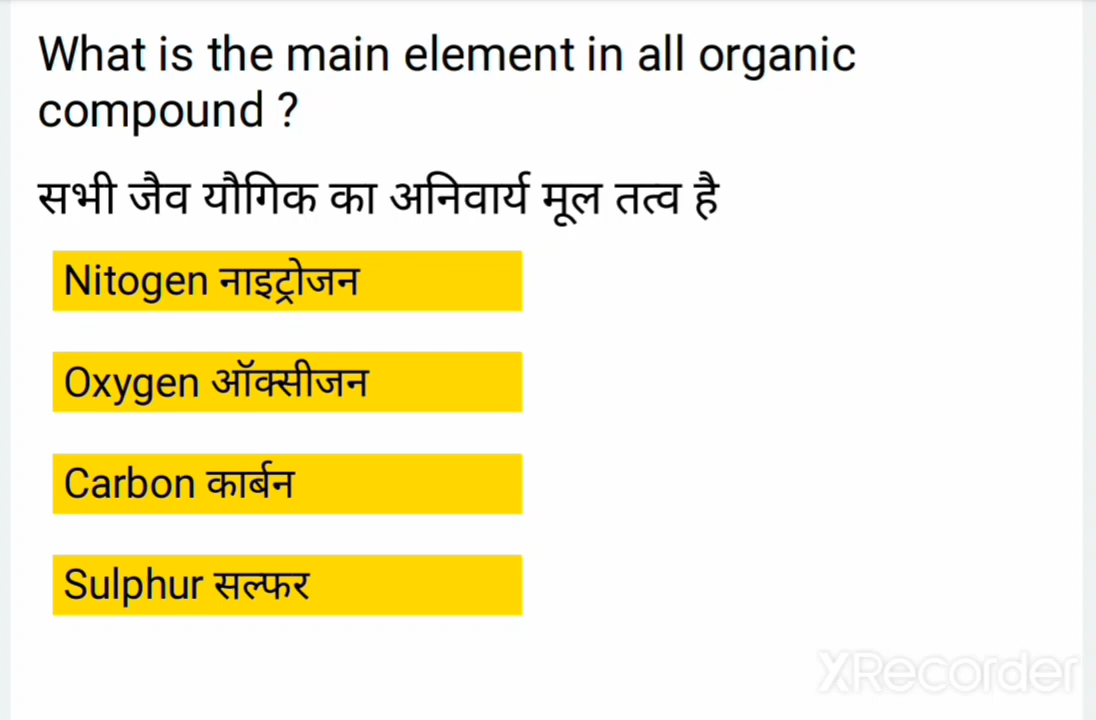 What is the main element in all organic
compound ?
सभी जैव यौगिक का अनिवार्य मूल तत्व है
Nitogen नाइट्रोजन
Oxygen ऑक्सीजन
Carbon कार्बन
Sulphur सल्फर
XRecorder